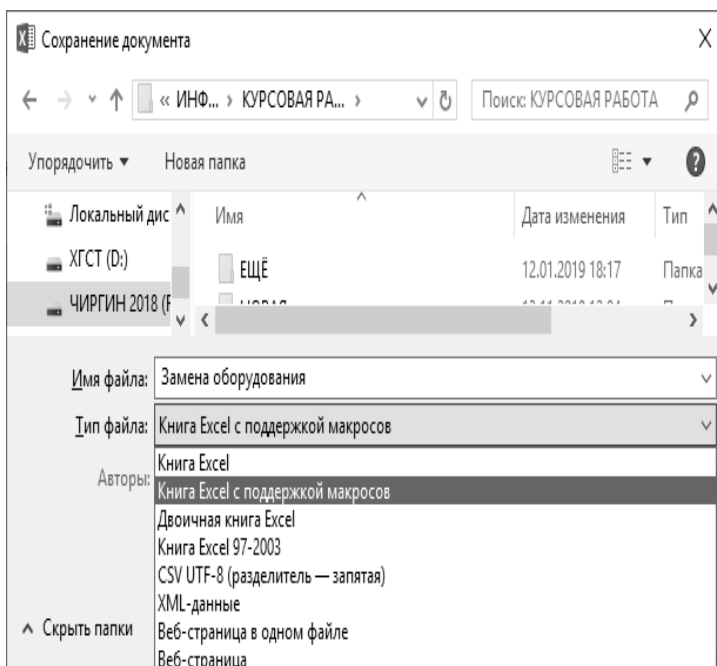 Сохранение документа
« ИНФ... › КУРСОВАЯ РА... ›
Поиск: КУРСОВАЯ РАБОТА
Упорядочить
Новая папка
Локальный дис
Имя
Дата изменения
Тип
ХГСТ (D:)
ЕЩЁ
12.01.2019 18:17
Папка
ЧИРГИН 2018 (F
Имя файла: Замена оборудования
Тип файла: Книга Excel с поддержкой макросов
Авторы:
Книга Excel
Книга Excel с поддержкой макросов
Двоичная книга Excel
Книга Excel 97-2003
CSV UTF-8 (разделитель — запятая)
XML-данные
Скрыть папки
Веб-страница в одном файле
Веб-страница